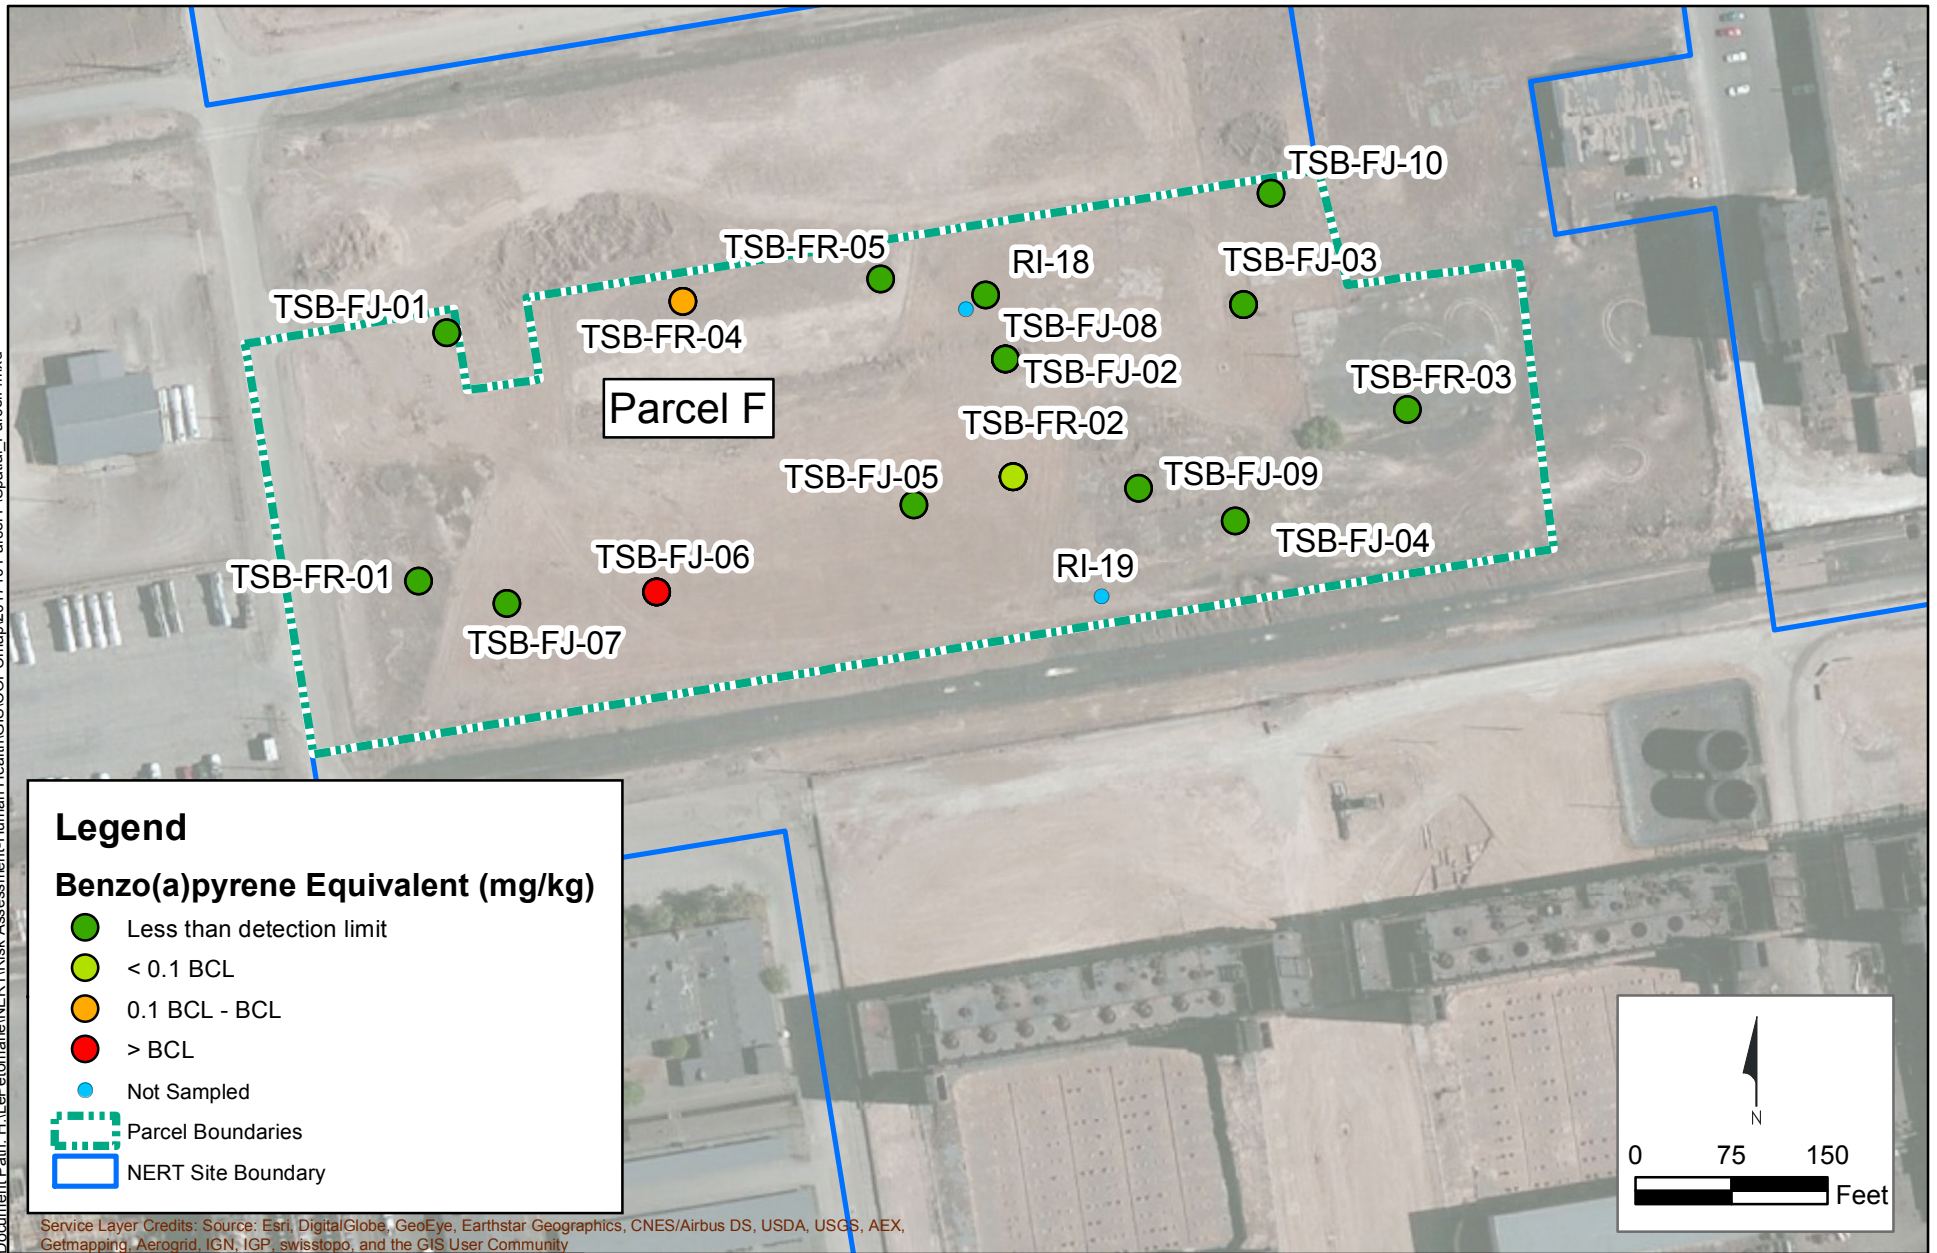 TSB-FJ-10
TSB-FR-05
RI-18
TSB-FJ-03
TSB-FJ-01
TSB-FR-04
TSB-FJ-08
TSB-FJ-02
TSB-FR-03
Parcel F
TSB-FR-02
TSB-FJ-05
TSB-FJ-09
TSB-FJ-04
TSB-FJ-06
RI-19
TSB-FR-01
TSB-FJ-07
Legend
Benzo(a)pyrene Equivalent (mg/kg)
Less than detection limit
< 0.1 BCL
0.1 BCL - BCL
> BCL
Not Sampled
Parcel Boundaries
NERT Site Boundary
N
0 75 150
Feet
Service Layer Credits: Source: Esri, DigitalGlobe, GeoEye, Earthstar Geographics, CNES/Airbus DS, USDA, USGS, AEX,
Getmapping, Aerogrid, IGN, IGP, swisstopo, and the GIS User Community